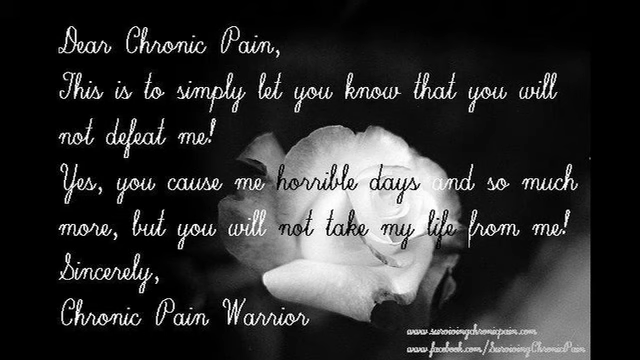 Dear Chronic Pain,
This is to simply let you know that you will
not defeat me!
Yes, you cause me horrible days and so much
more, but you will not take my life from me!
Sincerely,
Chronic Pain Warrior
www.survivingchronicpain.com
www.facebook.com/SurvivingChronicPain